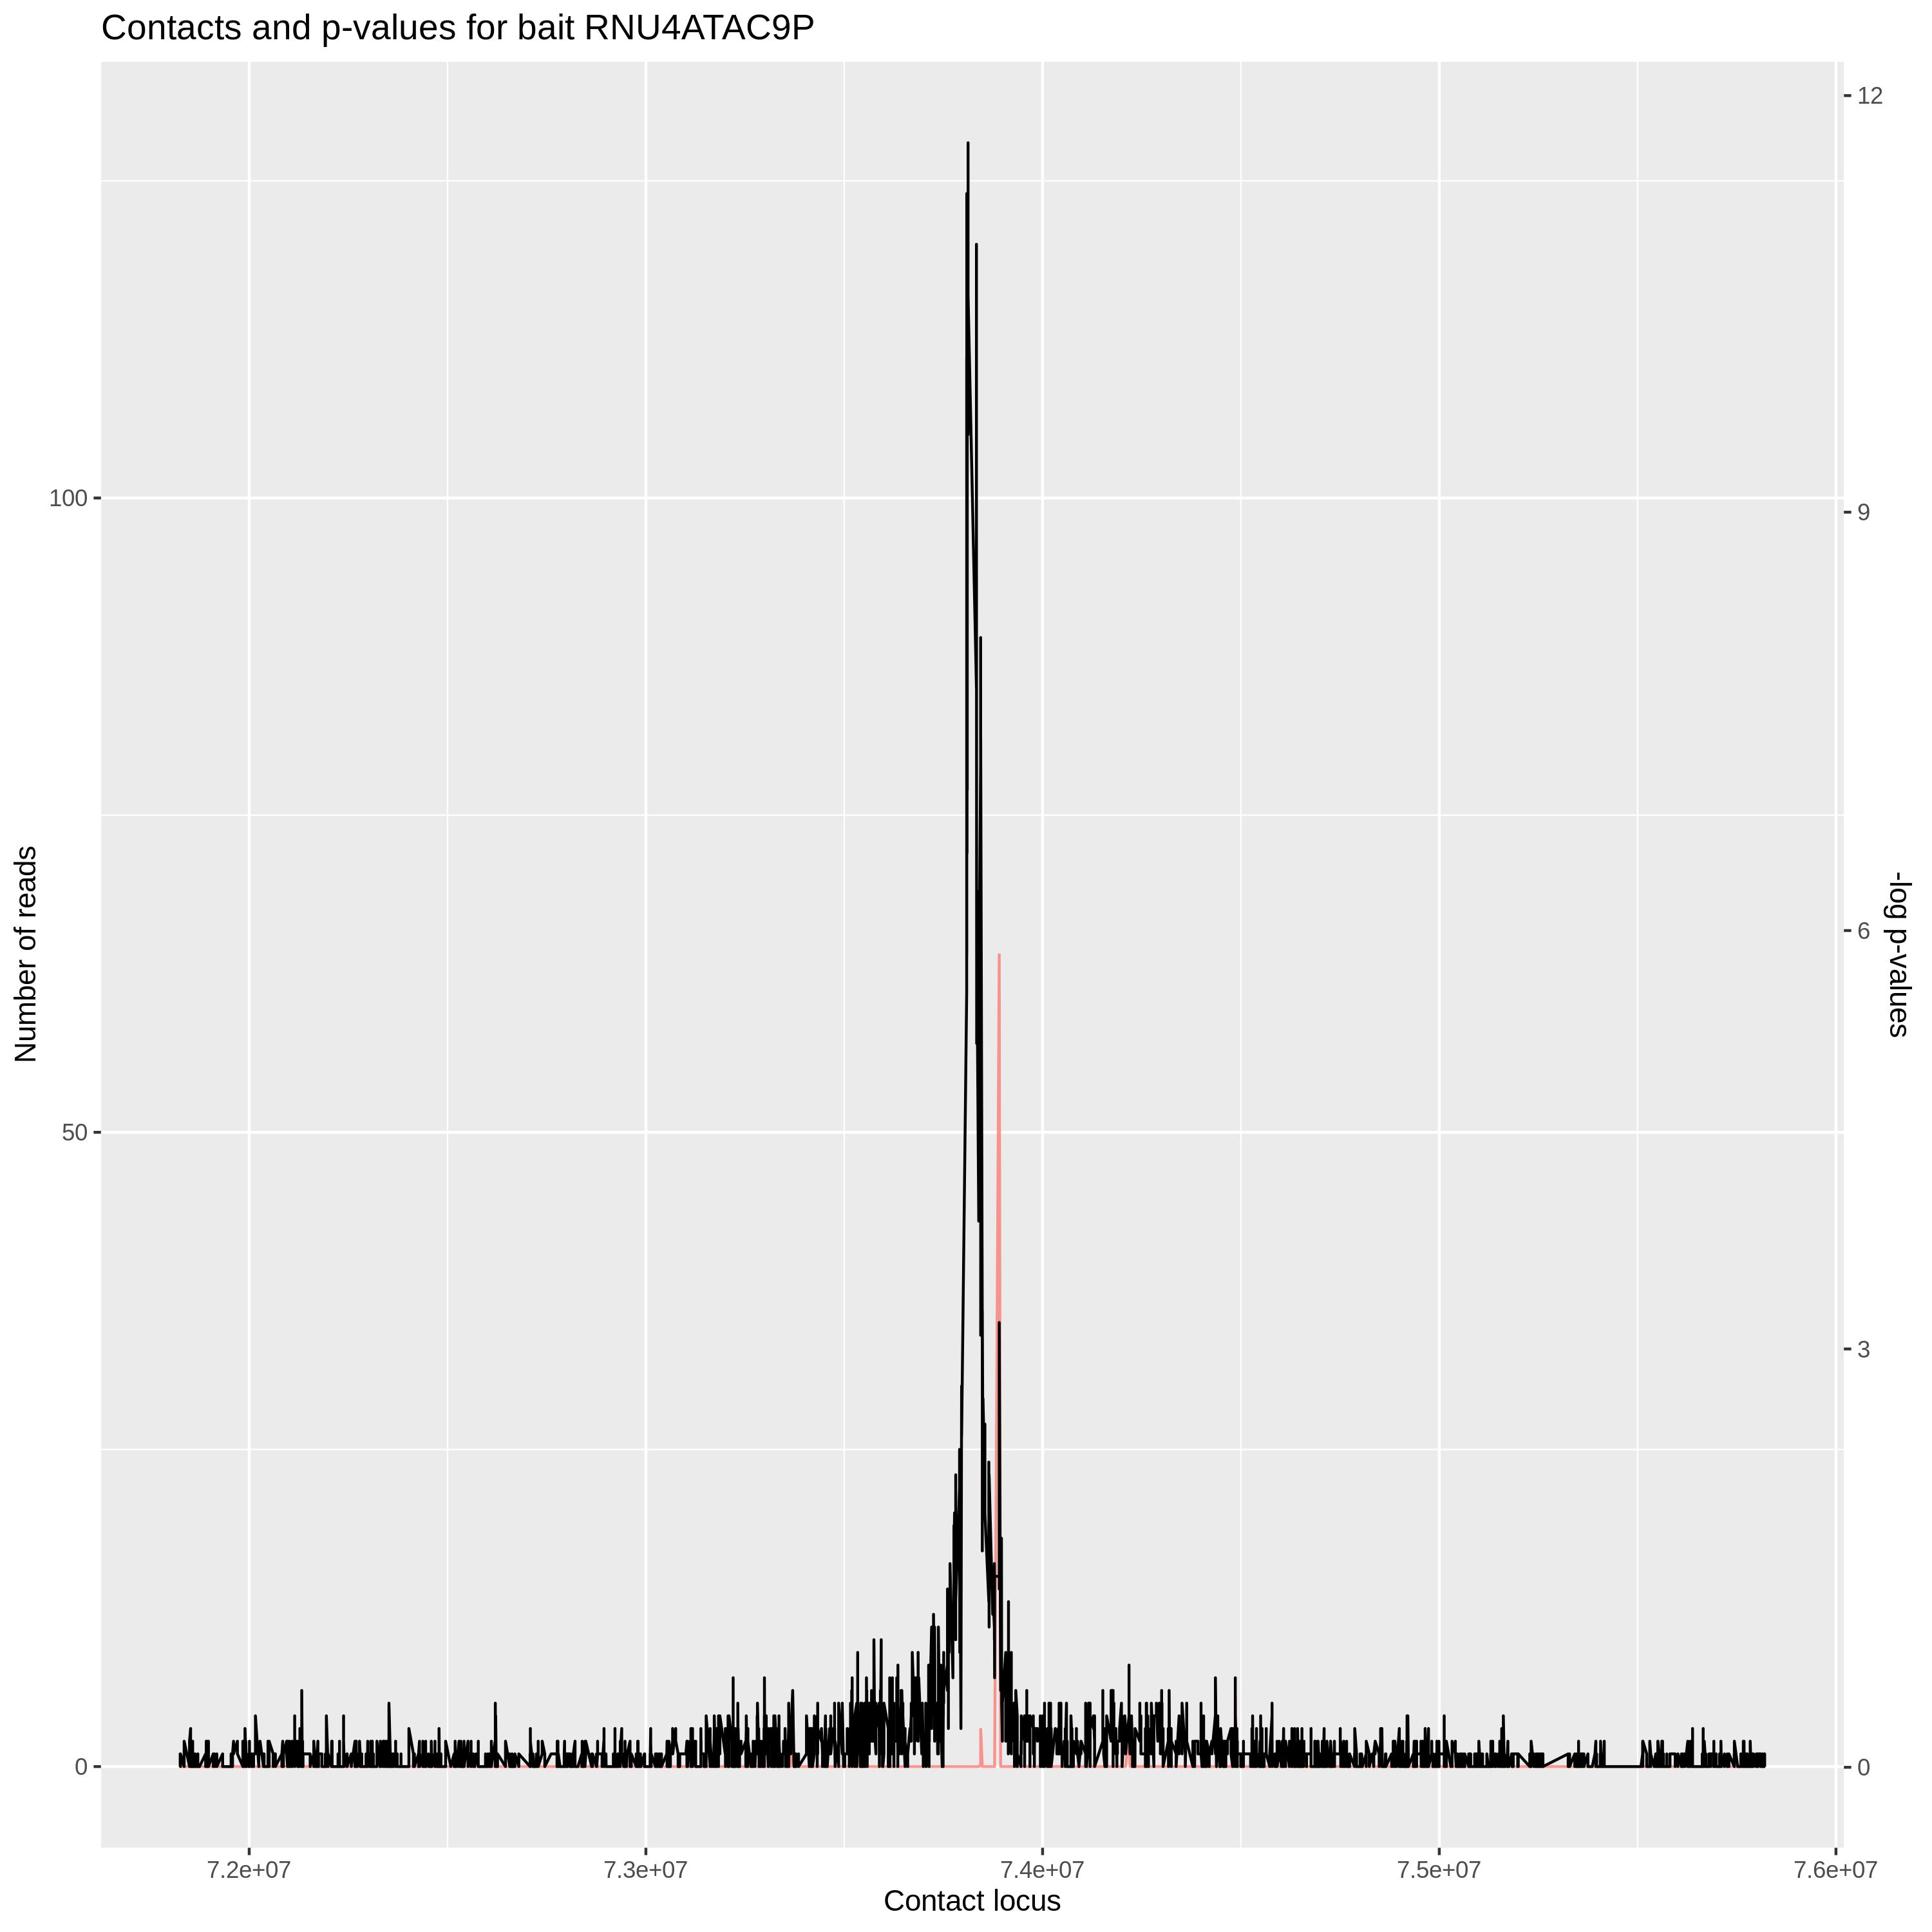 Contacts and p-values for bait RNU4ATAC9P
12
100
9
6
Number of reads
-log p-values
50
3
0
0
7.2e+07
7.3e+07
7.4e+07
7.5e+07
7.6e+07
Contact locus